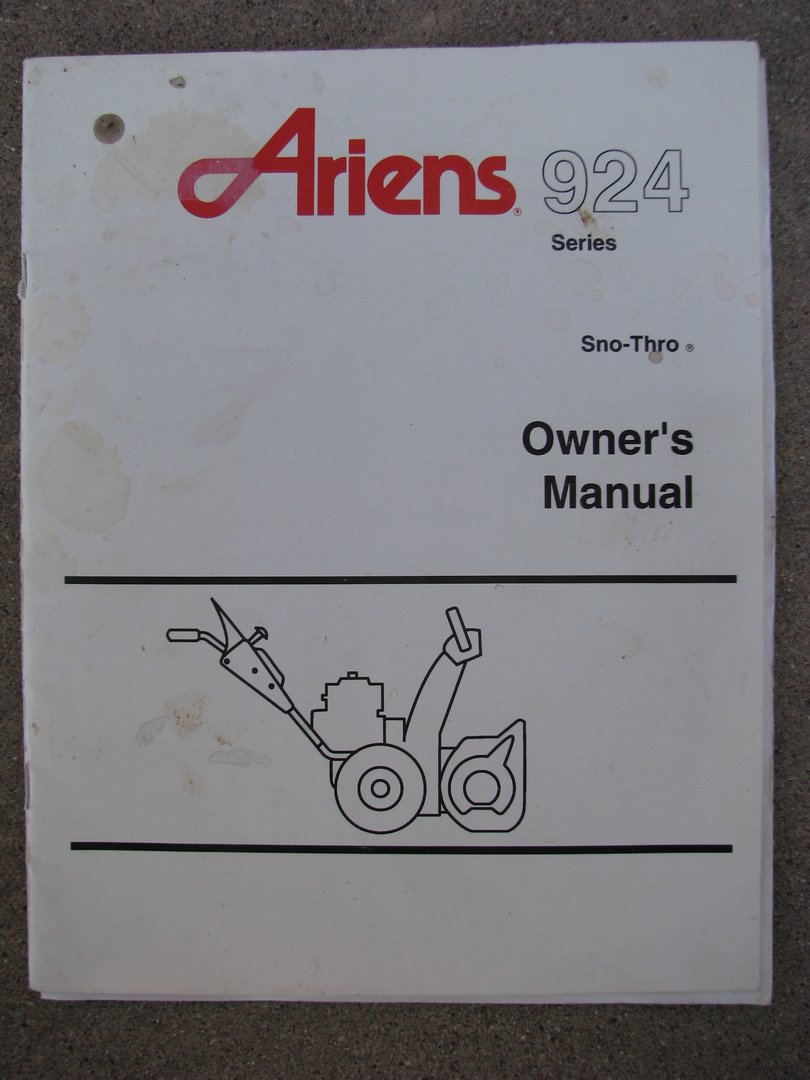 Ariens® 924
Series
Sno-Thro ®
Owner's
Manual